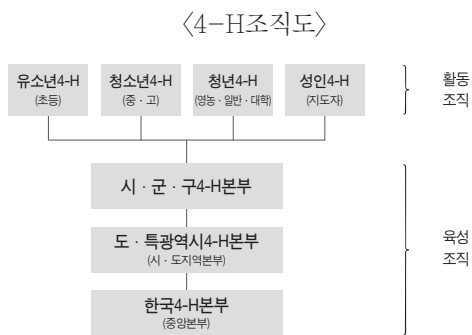 〈4-H조직도〉
유소년4-H
(초등)
청소년4-H
(중 · 고)
청년4-H
(영농 · 일반 · 대학)
성인4-H
(지도자)
활동
조직
시 · 군 · 구4-H본부
도 · 특광역시4-H본부
(시 · 도지역본부)
한국4-H본부
(중앙본부)
육성
조직